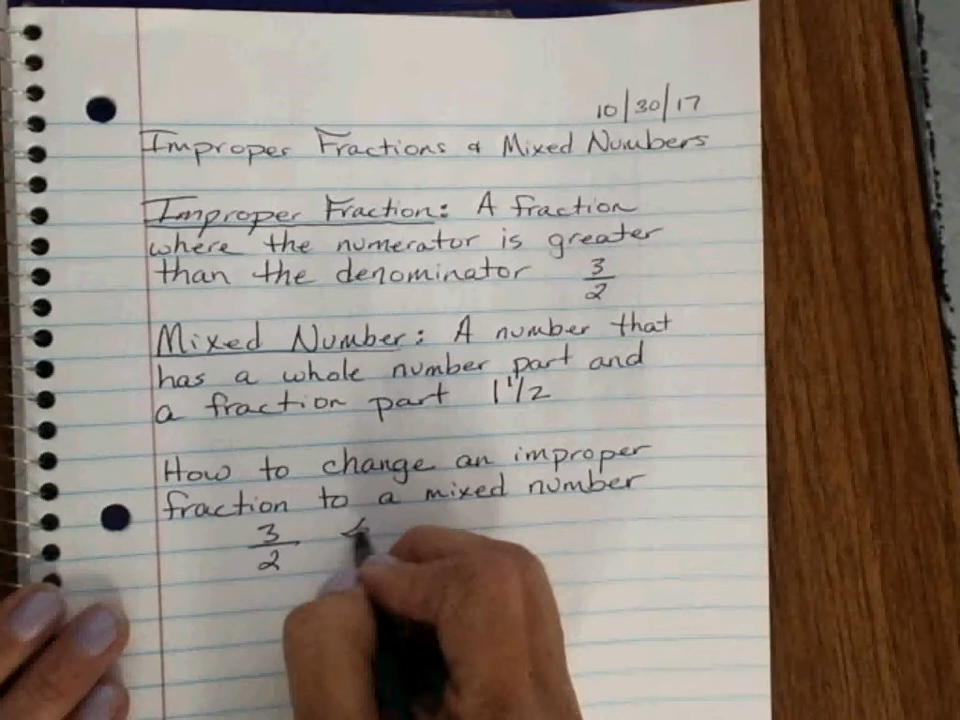 10/30/17
Improper Fractions & Mixed Numbers
Improper Fraction: A fraction
where the numerator is greater
than the denominator 3/2
Mixed Number: A number that
has a whole number part and
a fraction part 1 1/2
How to change an improper
fraction to a mixed number
3/2